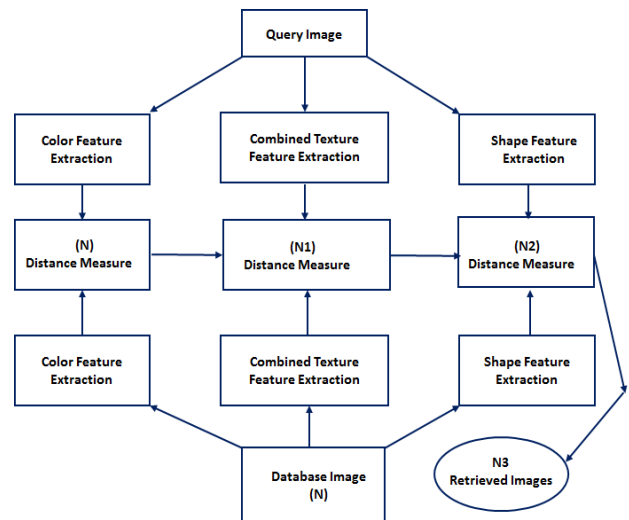 Query Image
Color Feature
Extraction
Combined Texture
Feature Extraction
Shape Feature
Extraction
(N)
Distance Measure
(N1)
Distance Measure
(N2)
Distance Measure
Color Feature
Extraction
Combined Texture
Feature Extraction
Shape Feature
Extraction
Database Image
(N)
N3
Retrieved Images